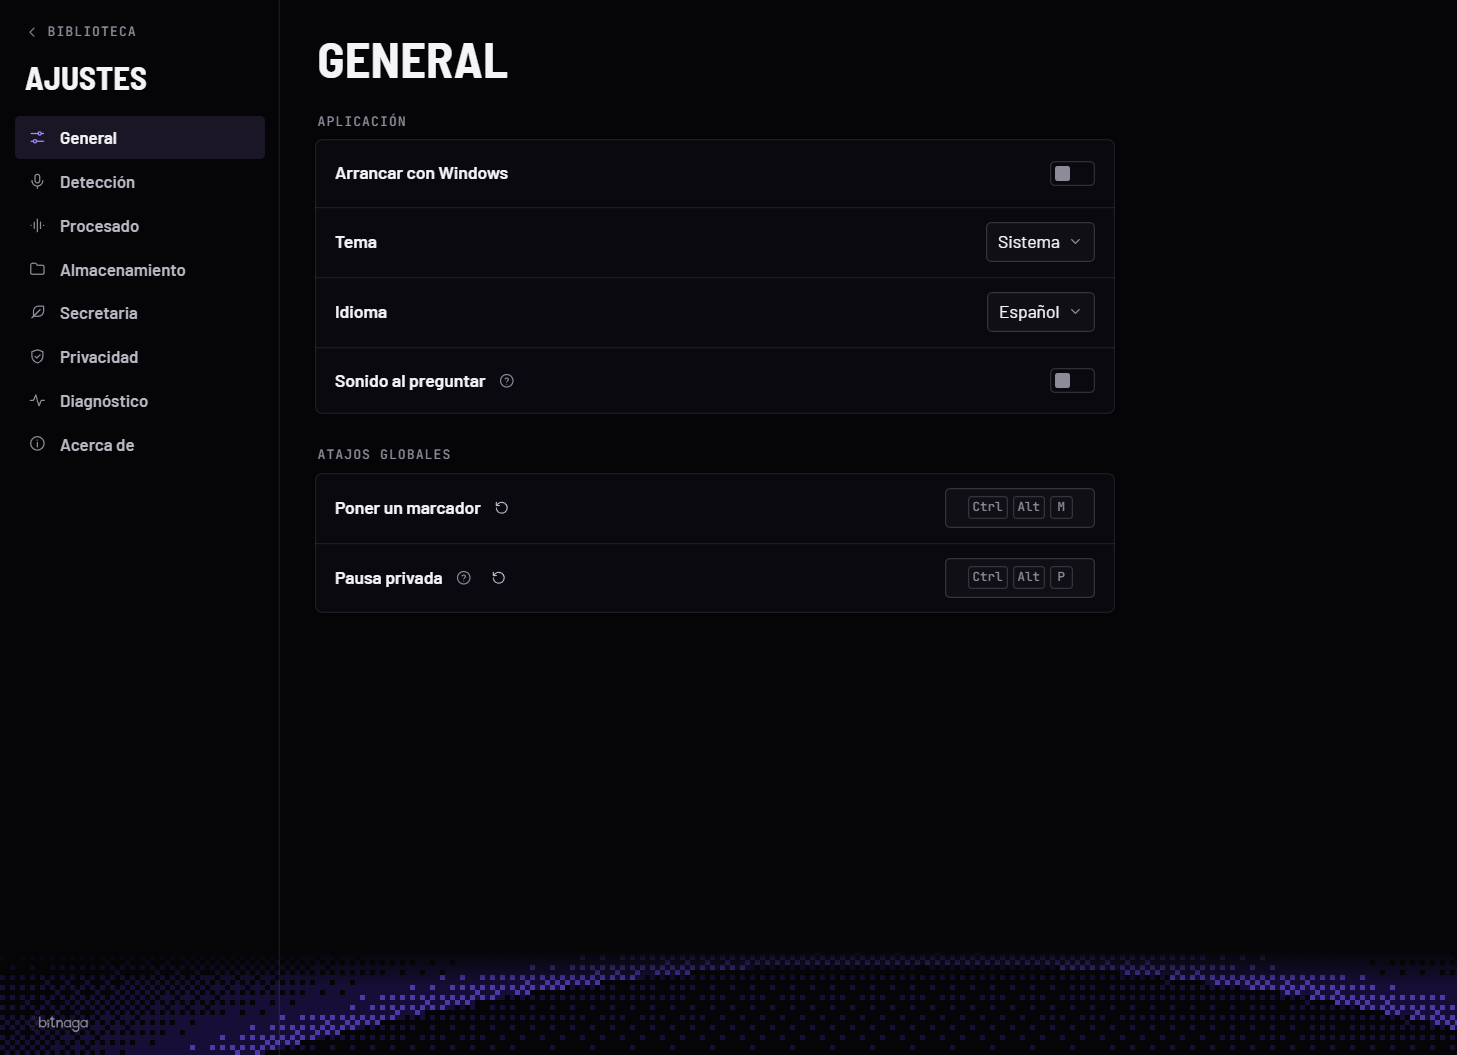 BIBLIOTECA
AJUSTES
General
Detección
Procesado
Almacenamiento
Secretaria
Privacidad
Diagnóstico
Acerca de
GENERAL
APLICACIÓN
Arrancar con Windows
Tema
Sistema
Idioma
Español
Sonido al preguntar
ATAJOS GLOBALES
Poner un marcador
Ctrl Alt M
Pausa privada
Ctrl Alt P
bitnaga